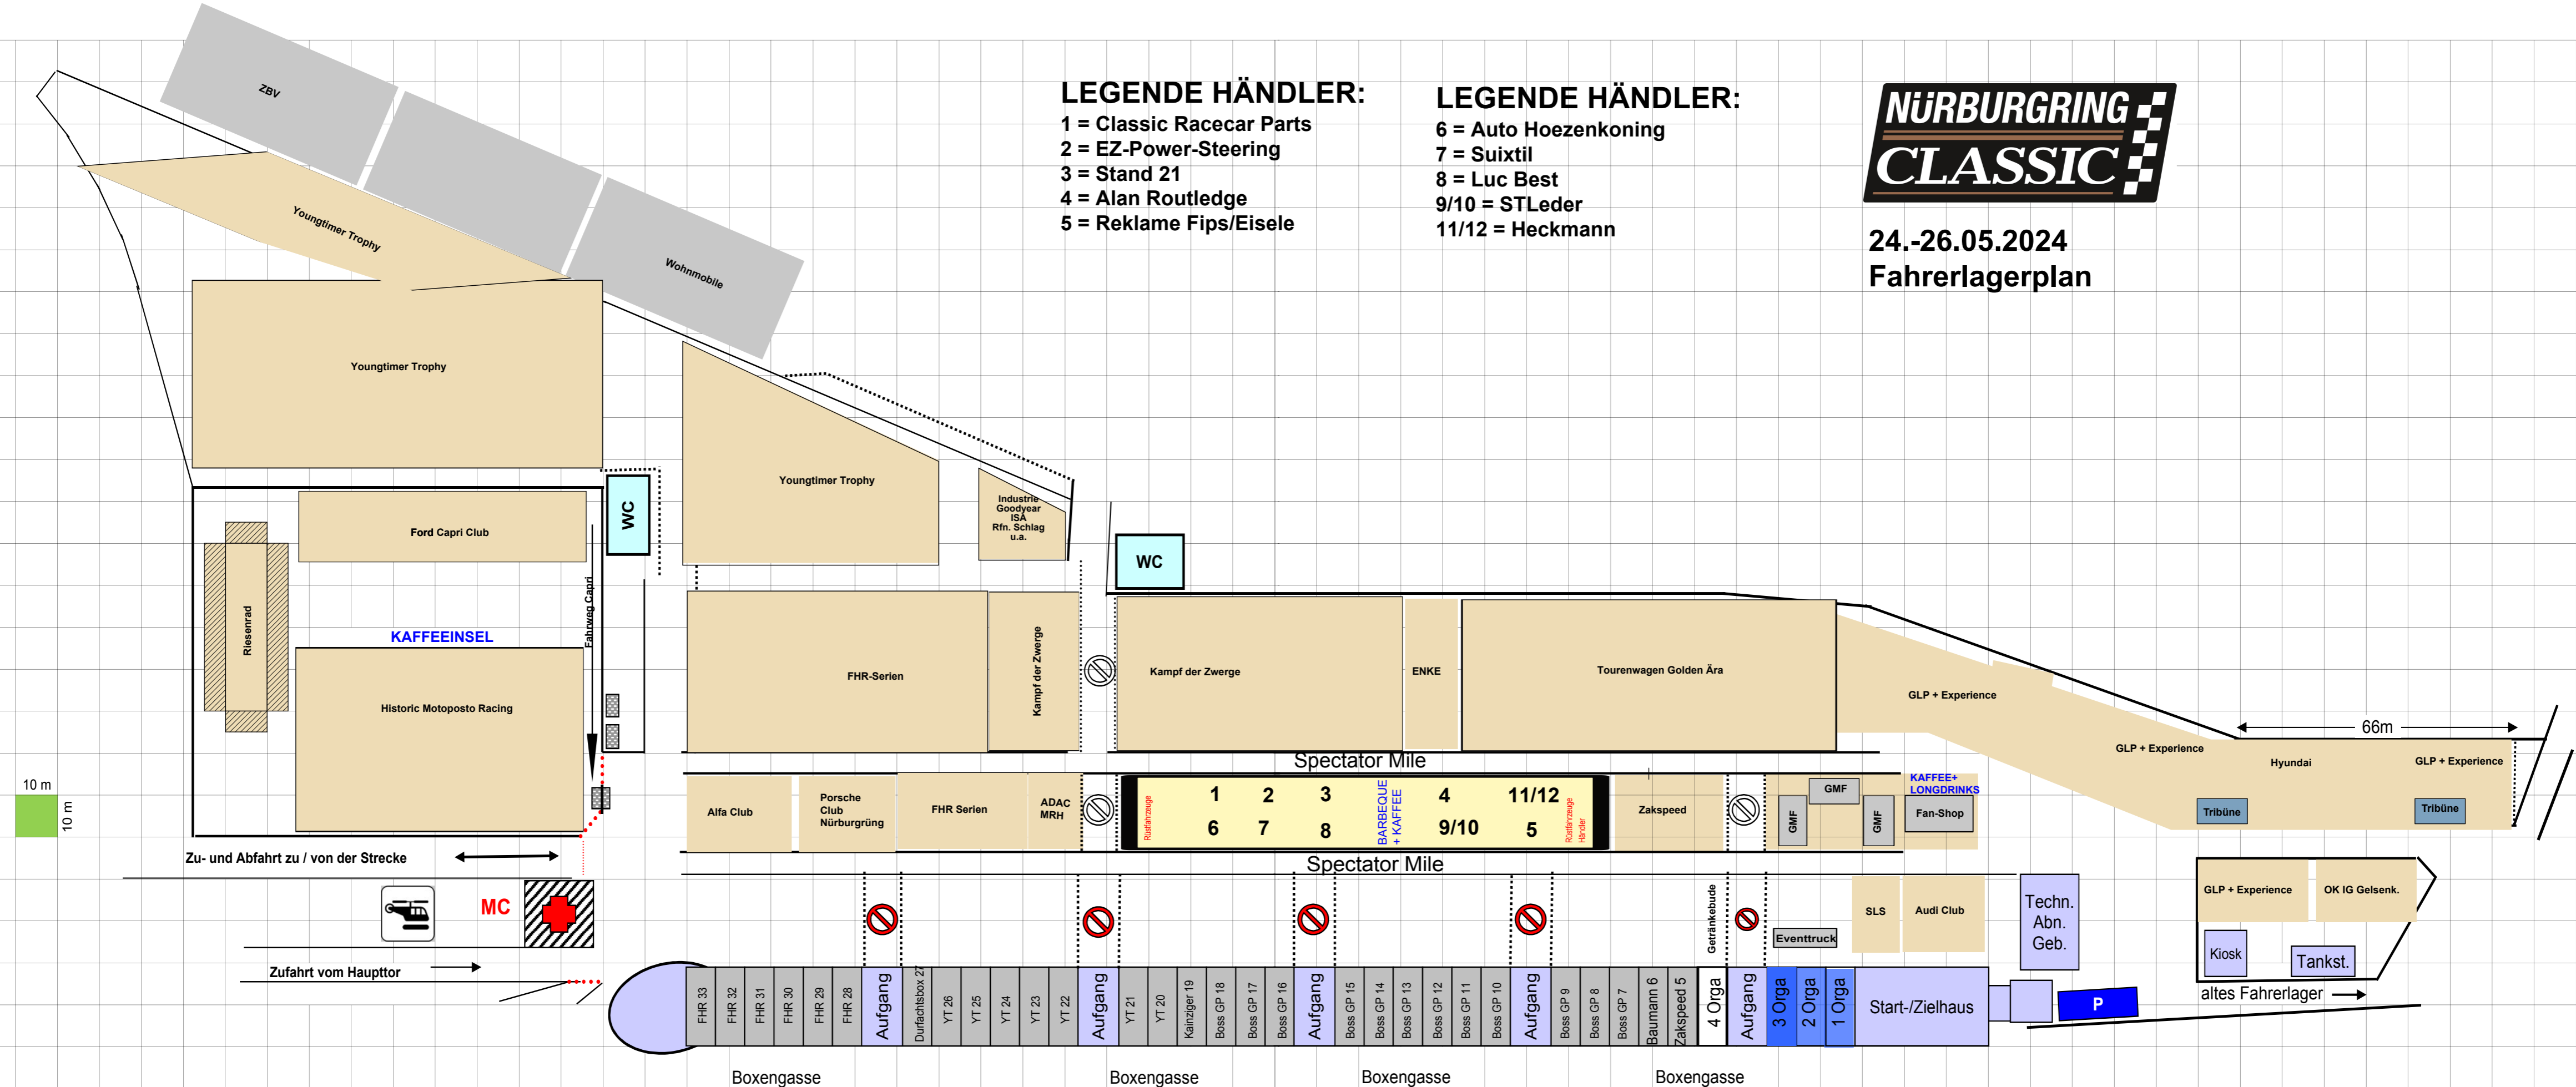 LEGENDE HÄNDLER:
1 = Classic Racecar Parts
2 = EZ-Power-Steering
3 = Stand 21
4 = Alan Routledge
5 = Reklame Fips/Eisele
LEGENDE HÄNDLER:
6 = Auto Hoezenkoning
7 = Suixtil
8 = Luc Best
9/10 = STLeder
11/12 = Heckmann
NÜRBURGRING
CLASSIC
24.-26.05.2024
Fahrerlagerplan
ZBV
Wohnmobile
Youngtimer Trophy
Youngtimer Trophy
Youngtimer Trophy
Industrie
Goodyear
ISA
Rfn. Schlag
u.a.
WC
WC
Ford Capri Club
Fahrweg Capri
Riesenrad
KAFFEEINSEL
Historic Motoposto Racing
FHR-Serien
Kampf der Zwerge
Kampf der Zwerge
ENKE
Tourenwagen Golden Ära
GLP + Experience
GLP + Experience
Hyundai
GLP + Experience
66m
Tribüne
Tribüne
Spectator Mile
10 m
10 m
Alfa Club
Porsche
Club
Nürburgrüng
FHR Serien
ADAC
MRH
Rüstfahrzeuge
1
2
3
4
11/12
6
7
8
9/10
5
BARBEQUE
+ KAFFEE
Rüstfahrzeuge
Händler
Zakspeed
GMF
GMF
GMF
KAFFEE+
LONGDRINKS
Fan-Shop
Spectator Mile
Zu- und Abfahrt zu / von der Strecke
MC
Zufahrt vom Haupttor
Getränkebude
Eventtruck
SLS
Audi Club
Techn.
Abn.
Geb.
GLP + Experience
OK IG Gelsenk.
Kiosk
Tankst.
altes Fahrerlager
P
FHR 33
FHR 32
FHR 31
FHR 30
FHR 29
FHR 28
Aufgang
Durfachtsbox 27
YT 26
YT 25
YT 24
YT 23
YT 22
Aufgang
YT 21
YT 20
Kainziger 19
Boss GP 18
Boss GP 17
Boss GP 16
Aufgang
Boss GP 15
Boss GP 14
Boss GP 13
Boss GP 12
Boss GP 11
Boss GP 10
Aufgang
Boss GP 9
Boss GP 8
Boss GP 7
Baumann 6
Zakspeed 5
4 Orga
Aufgang
3 Orga
2 Orga
1 Orga
Start-/Zielhaus
Boxengasse
Boxengasse
Boxengasse
Boxengasse